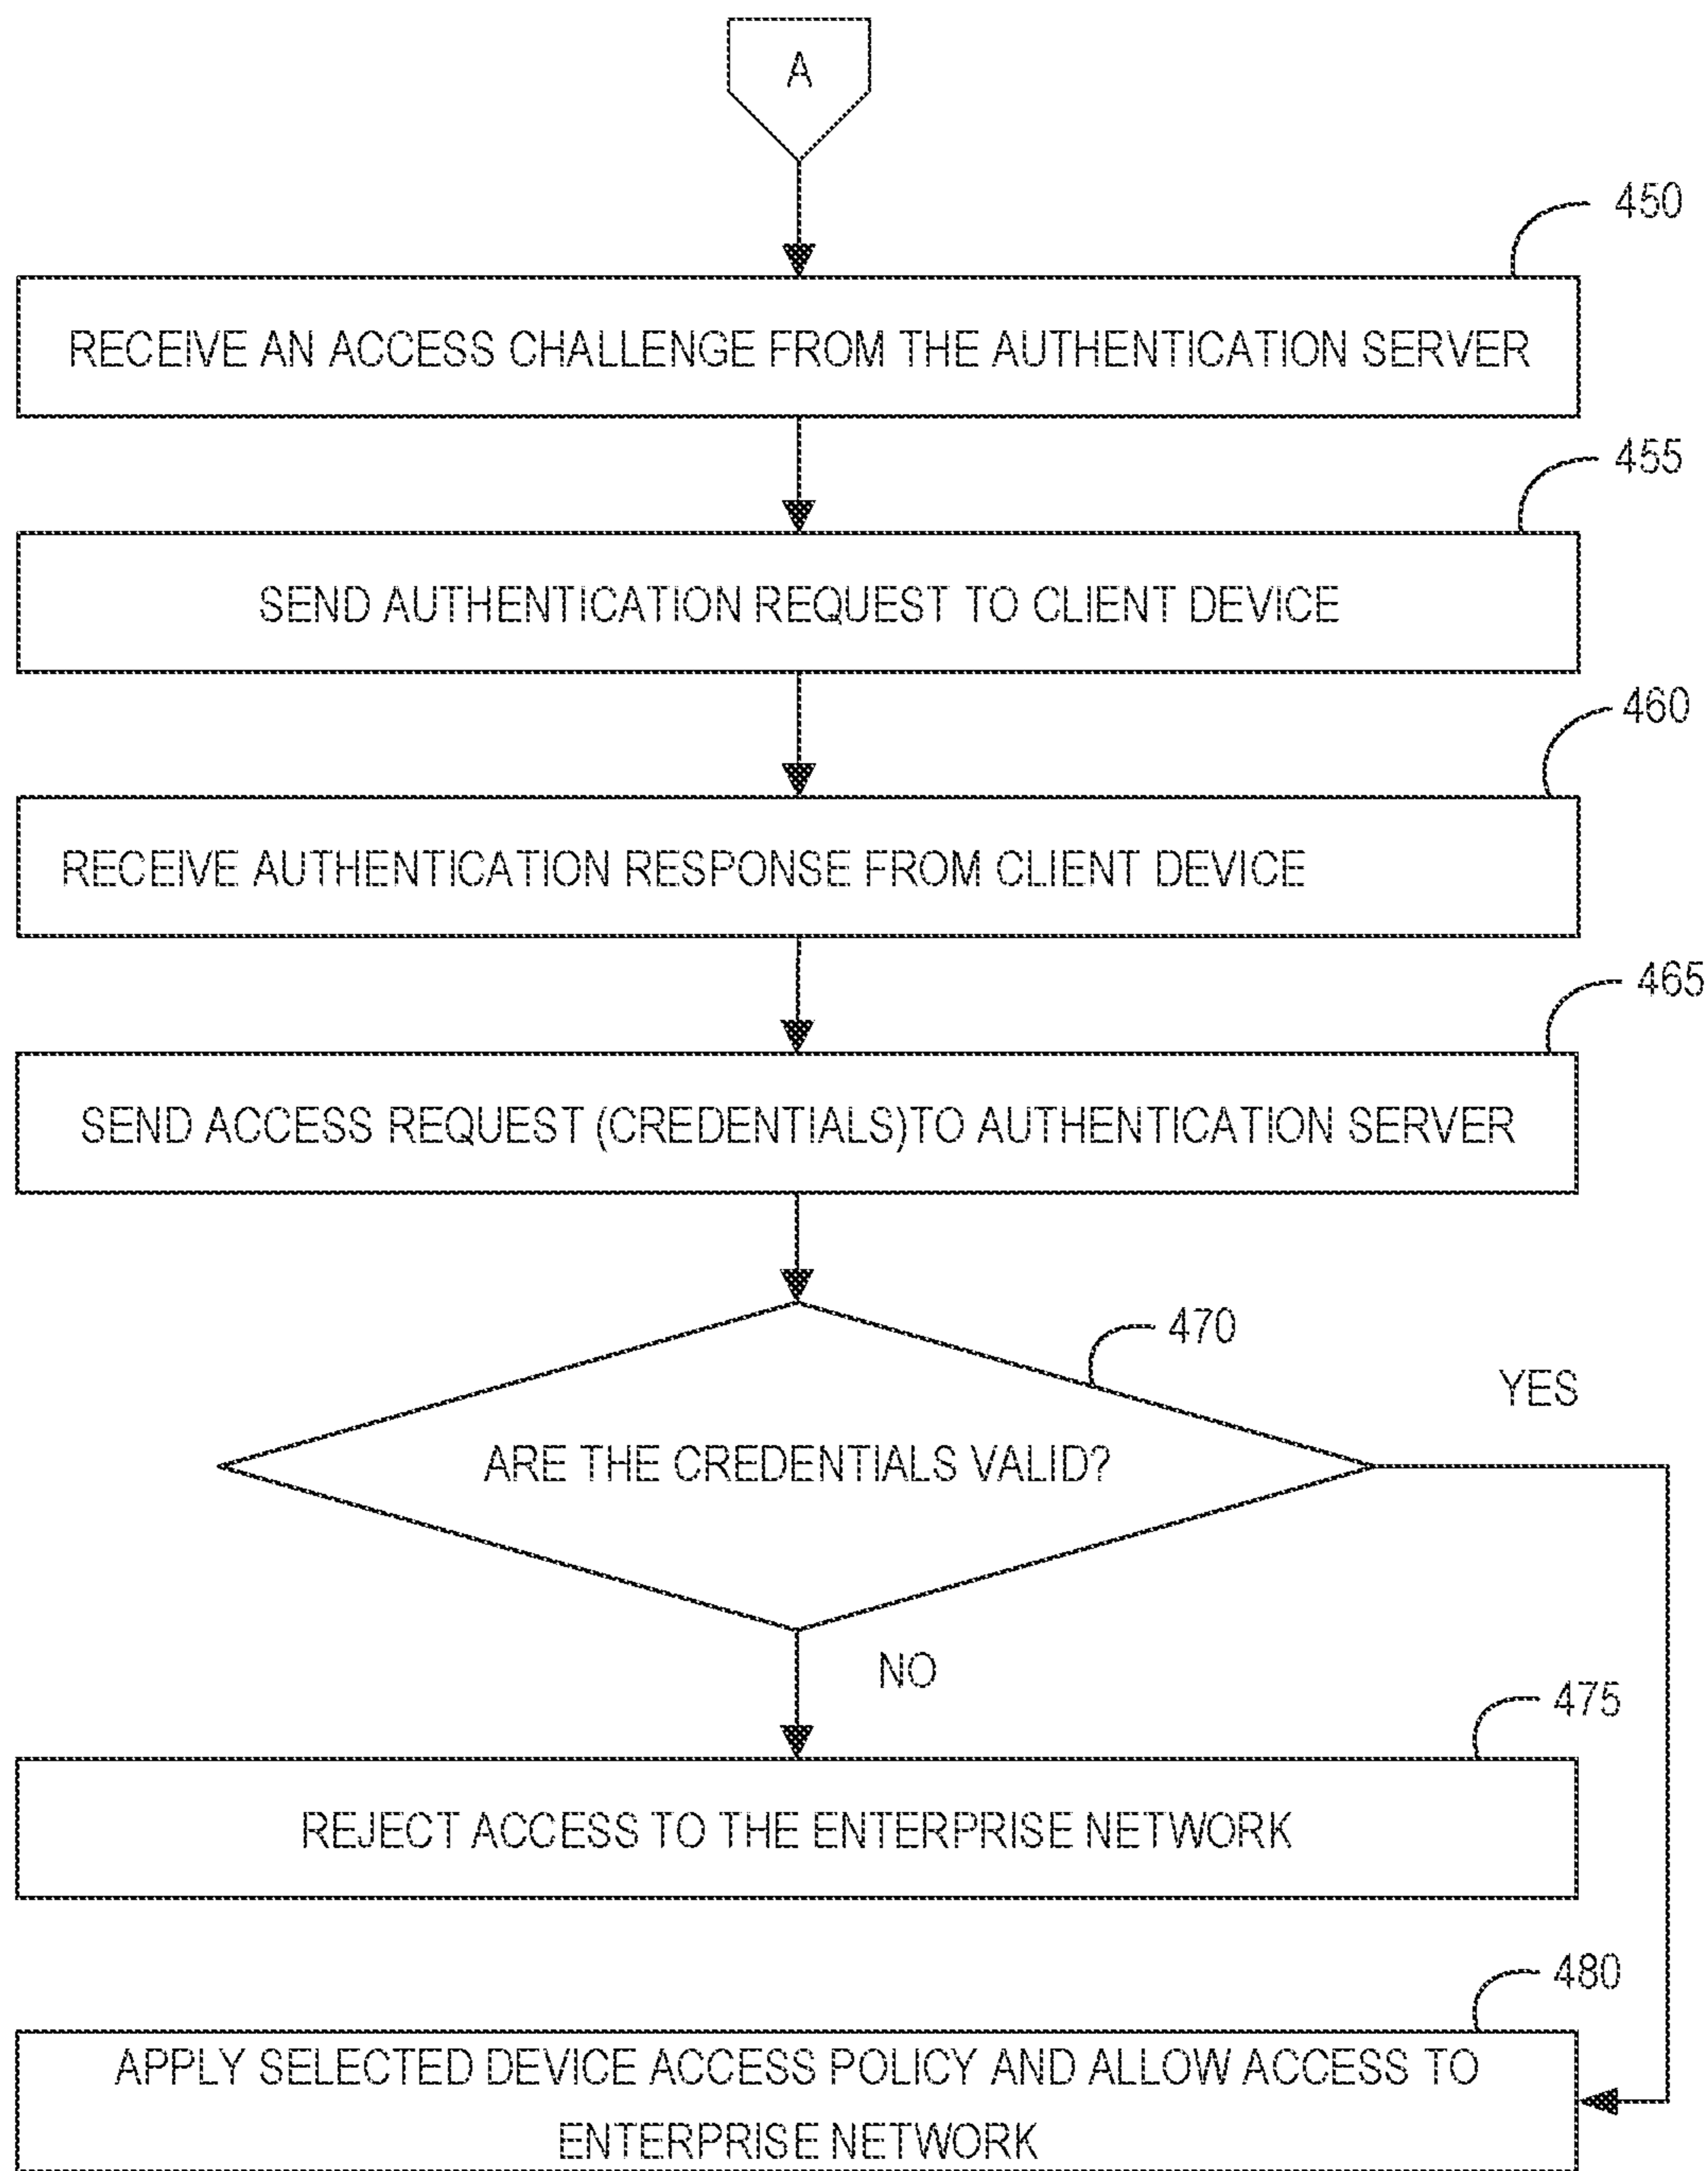 A
450
RECEIVE AN ACCESS CHALLENGE FROM THE AUTHENTICATION SERVER
455
SEND AUTHENTICATION REQUEST TO CLIENT DEVICE
460
RECEIVE AUTHENTICATION RESPONSE FROM CLIENT DEVICE
465
SEND ACCESS REQUEST (CREDENTIALS)TO AUTHENTICATION SERVER
470
YES
ARE THE CREDENTIALS VALID?
NO
475
REJECT ACCESS TO THE ENTERPRISE NETWORK
480
APPLY SELECTED DEVICE ACCESS POLICY AND ALLOW ACCESS TO
ENTERPRISE NETWORK